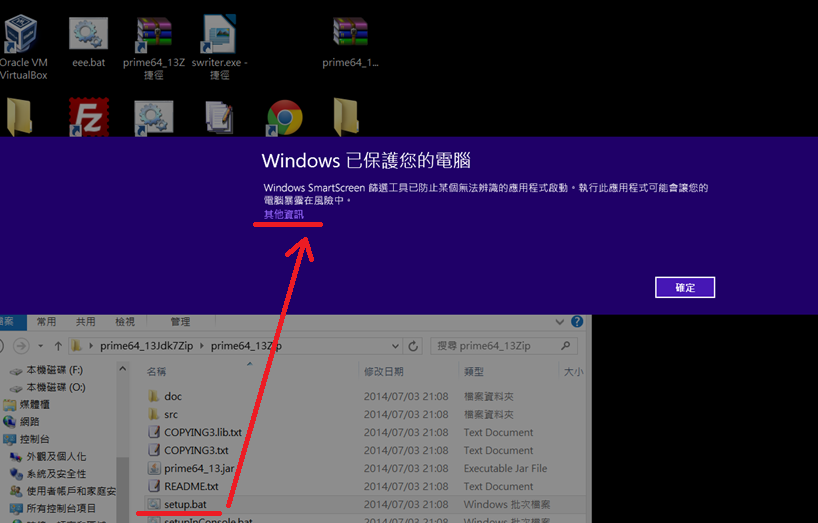 Oracle VM
VirtualBox
eee.bat
prime64_13Z
捷徑
swriter.exe -
捷徑
prime64_1...
Windows 已保護您的電腦
Windows SmartScreen 篩選工具已防止某個無法辨識的應用程式啟動。執行此應用程式可能會讓您的
電腦暴露在風險中。
其他資訊
確定
檔案 常用 共用 檢視 管理
prime64_13Jdk7Zip prime64_13Zip 搜尋 prime64_13Zip
名稱 修改日期 類型 大小
本機磁碟 (F:)
本機磁碟 (O:)
媒體櫃
網路
控制台
外觀及個人化
系統及安全性
使用者帳戶和家庭安
所有控制台項目
doc 2014/07/03 21:08 檔案資料夾
src 2014/07/03 21:08 檔案資料夾
COPYING3.lib.txt 2014/07/03 21:08 Text Document
COPYING3.txt 2014/07/03 21:08 Text Document
prime64_13.jar 2014/07/03 21:08 Executable Jar File
README.txt 2014/07/03 21:08 Text Document
setup.bat 2014/07/03 21:08 Windows 批次檔案
setupInConsole.bat 2014/07/03 21:08 Windows 批次檔案